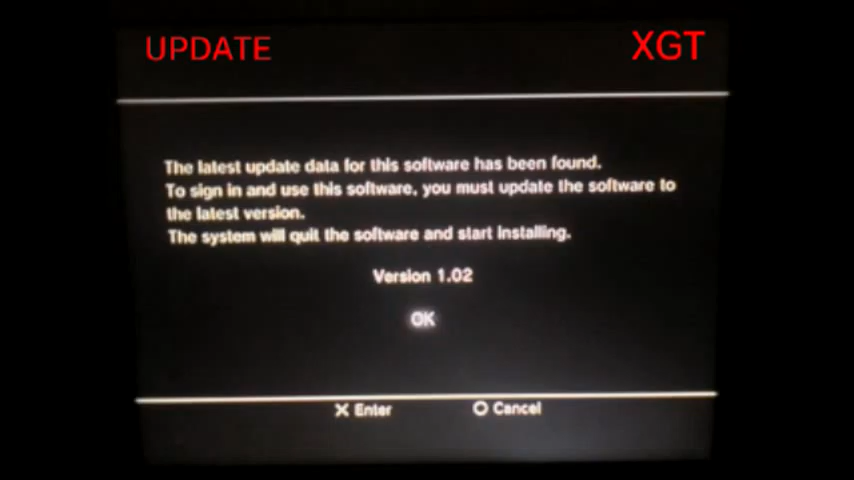 UPDATE
XGT
The latest update data for this software has been found.
To sign in and use this software, you must update the software to
the latest version.
The system will quit the software and start installing.
Version 1.02
OK
X Enter
O Cancel